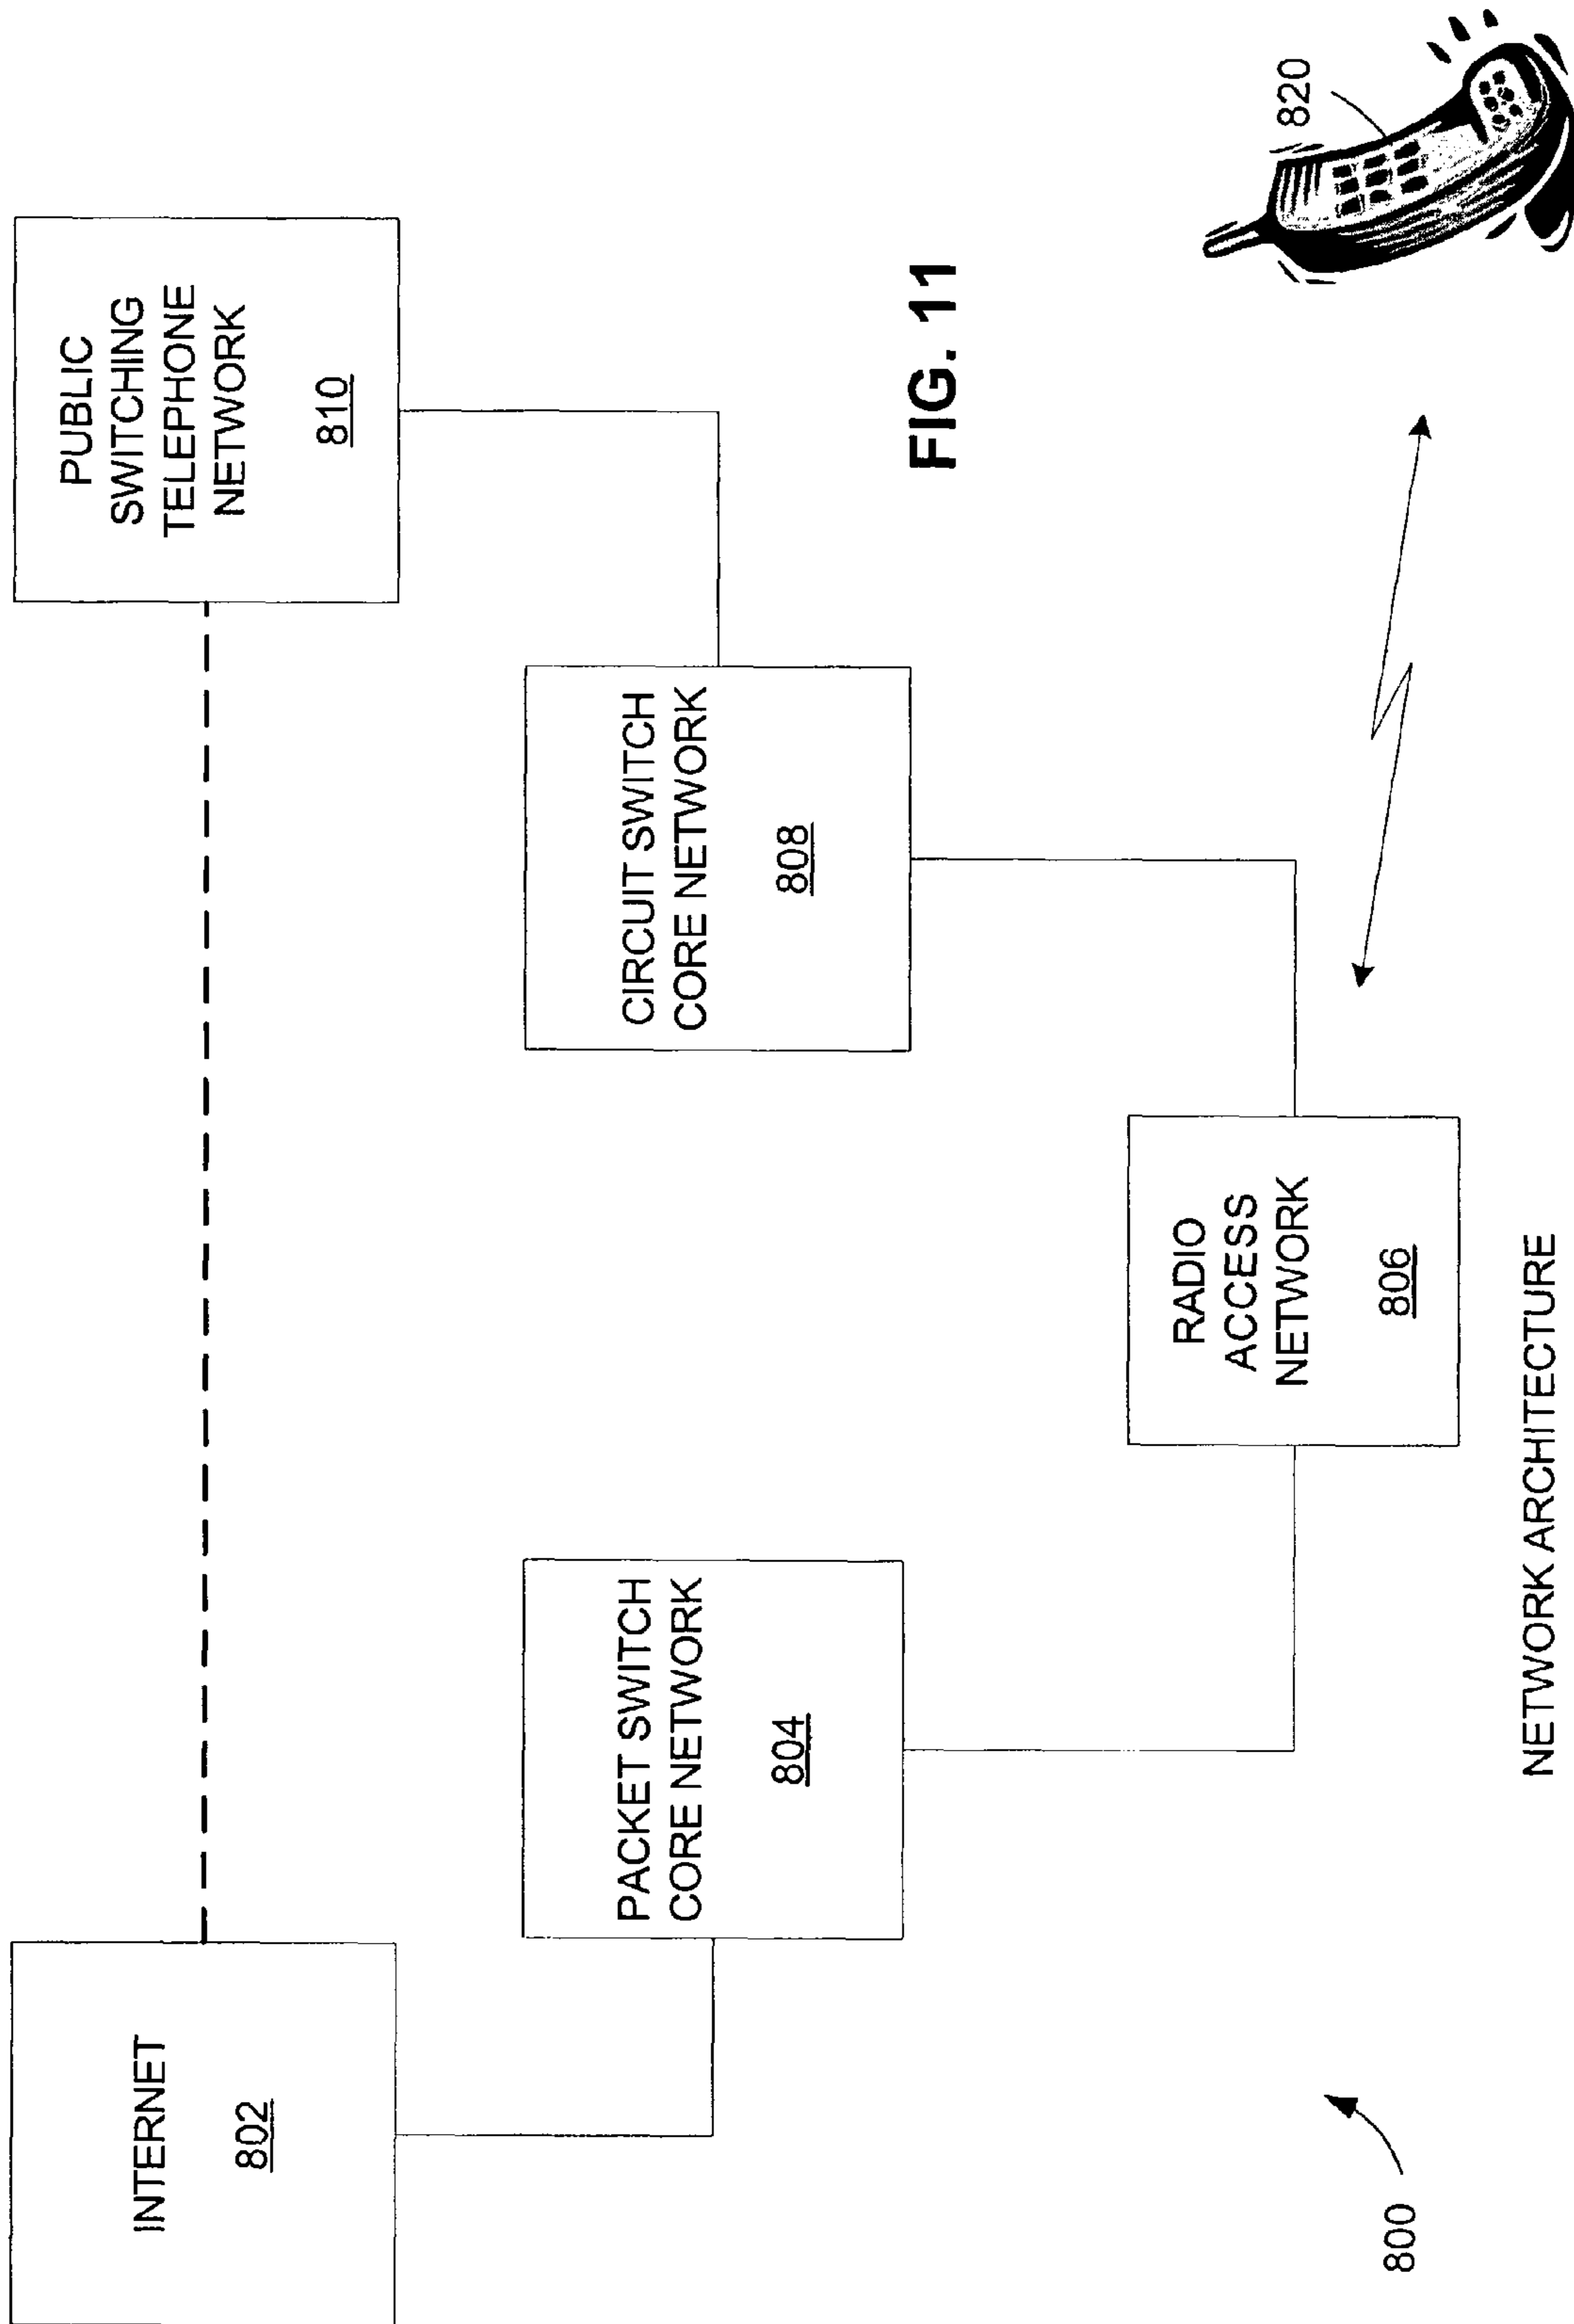 INTERNET
802
PUBLIC
SWITCHING
TELEPHONE
NETWORK
810
PACKET SWITCH
CORE NETWORK
804
CIRCUIT SWITCH
CORE NETWORK
808
FIG. 11
RADIO
ACCESS
NETWORK
806
820
800
NETWORK ARCHITECTURE